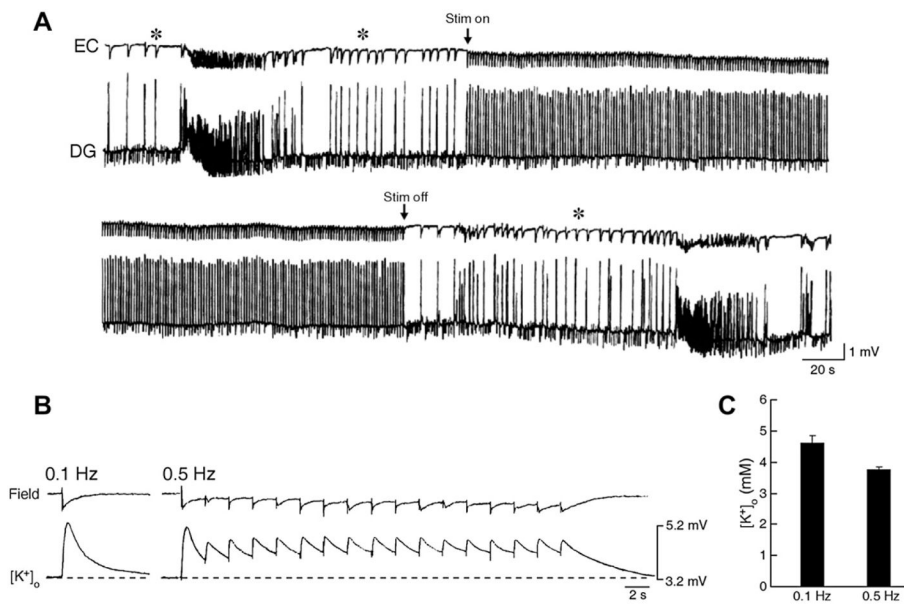 A
EC
*
*
Stim on
DG
Stim off
*
1 mV
20 s
B
C
0.1 Hz
0.5 Hz
Field
[K+]o
5.2 mV
3.2 mV
2 s
[K+]o (mM)
6
5
4
3
2
1
0
0.1 Hz
0.5 Hz